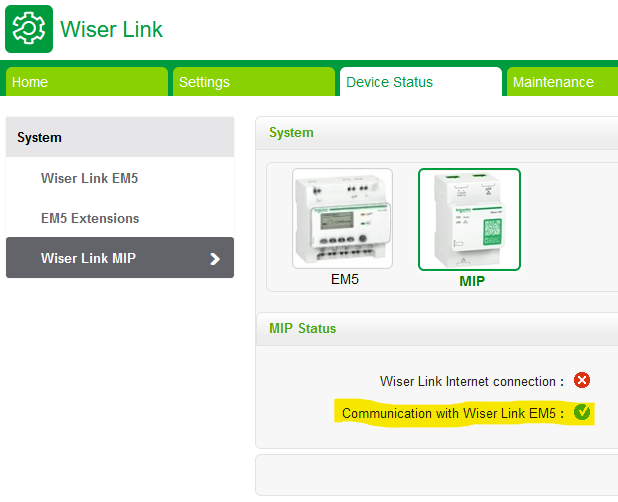 Wiser Link
Home
Settings
Device Status
Maintenance
System
Wiser Link EM5
EM5 Extensions
Wiser Link MIP
System
EM5
MIP
MIP Status
Wiser Link Internet connection :
Communication with Wiser Link EM5 :